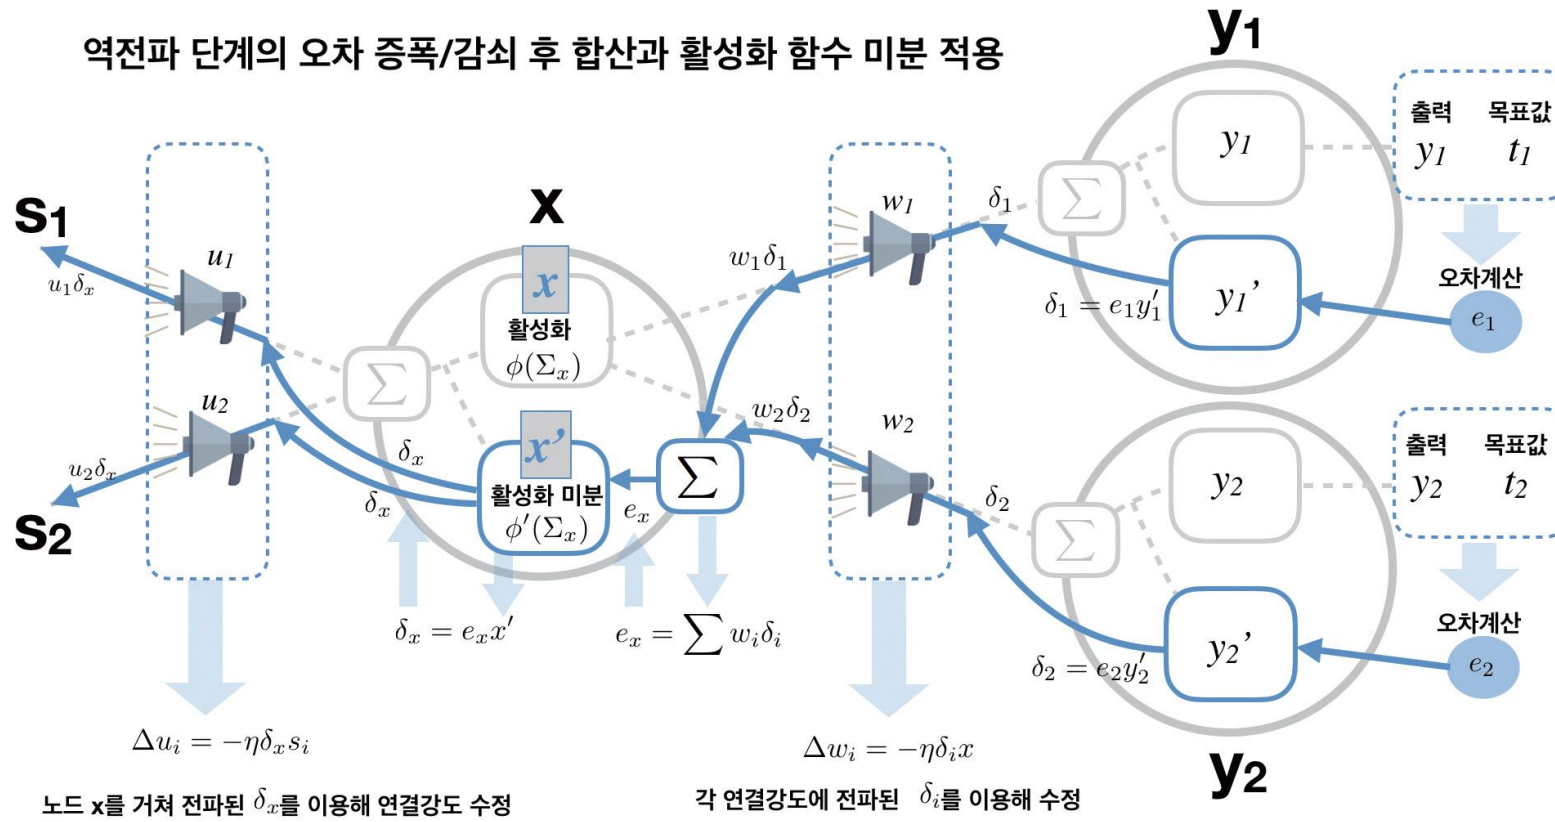 역전파 단계의 오차 증폭/감쇠 후 합산과 활성화 함수 미분 적용
y₁
출력 목표값
y₁ t₁
오차계산
e₁
y₁
Σ
y₁’
δ₁ = e₁y′₁
δ₁
w₁
w₁δ₁
x
x
활성화
ϕ(Σₓ)
Σ
x’
활성화 미분
ϕ′(Σₓ)
Σ
eₓ
δₓ
δₓ
s₁
u₁
u₁δₓ
u₂
u₂δₓ
s₂
w₂
w₂δ₂
δ₂
출력 목표값
y₂ t₂
오차계산
e₂
y₂
Σ
y₂’
δ₂ = e₂y′₂
y₂
δₓ = eₓx′
eₓ = ∑ wᵢδᵢ
Δuᵢ = −ηδₓsᵢ
노드 x를 거쳐 전파된 δₓ를 이용해 연결강도 수정
Δwᵢ = −ηδᵢx
각 연결강도에 전파된 δᵢ를 이용해 수정